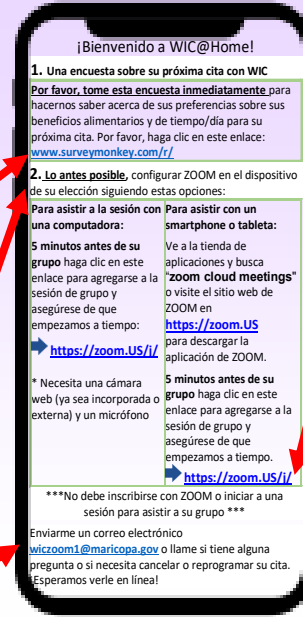 ¡Bienvenido a WIC@Home!
1. Una encuesta sobre su próxima cita con WIC
Por favor, tome esta encuesta inmediatamente para
hacernos saber acerca de sus preferencias sobre sus
beneficios alimentarios y de tiempo/día para su
próxima cita. Por favor, haga clic en este enlace:
www.surveymonkey.com/r/
2. Lo antes posible, configurar ZOOM en el dispositivo
de su elección siguiendo estas opciones:
Para asistir a la sesión con
una computadora:
5 minutos antes de su
grupo haga clic en este
enlace para agregarse a la
sesión de grupo y
asegúrese de que
empezamos a tiempo:
https://zoom.US/j/
* Necesita una cámara
web (ya sea incorporada o
externa) y un micrófono
Para asistir con un
smartphone o tableta:
Ve a la tienda de
aplicaciones y busca
"zoom cloud meetings"
o visite el sitio web de
ZOOM en
https://zoom.US
para descargar la
aplicación de ZOOM.
5 minutos antes de su
grupo haga clic en este
enlace para agregarse a la
sesión de grupo y
asegúrese de que
empezamos a tiempo.
https://zoom.US/j/
***No debe inscribirse con ZOOM o iniciar a una
sesión para asistir a su grupo ***
Enviarme un correo electrónico
wiczoom1@maricopa.gov o llame si tiene alguna
pregunta o si necesita cancelar o reprogramar su cita.
¡Esperamos verle en línea!